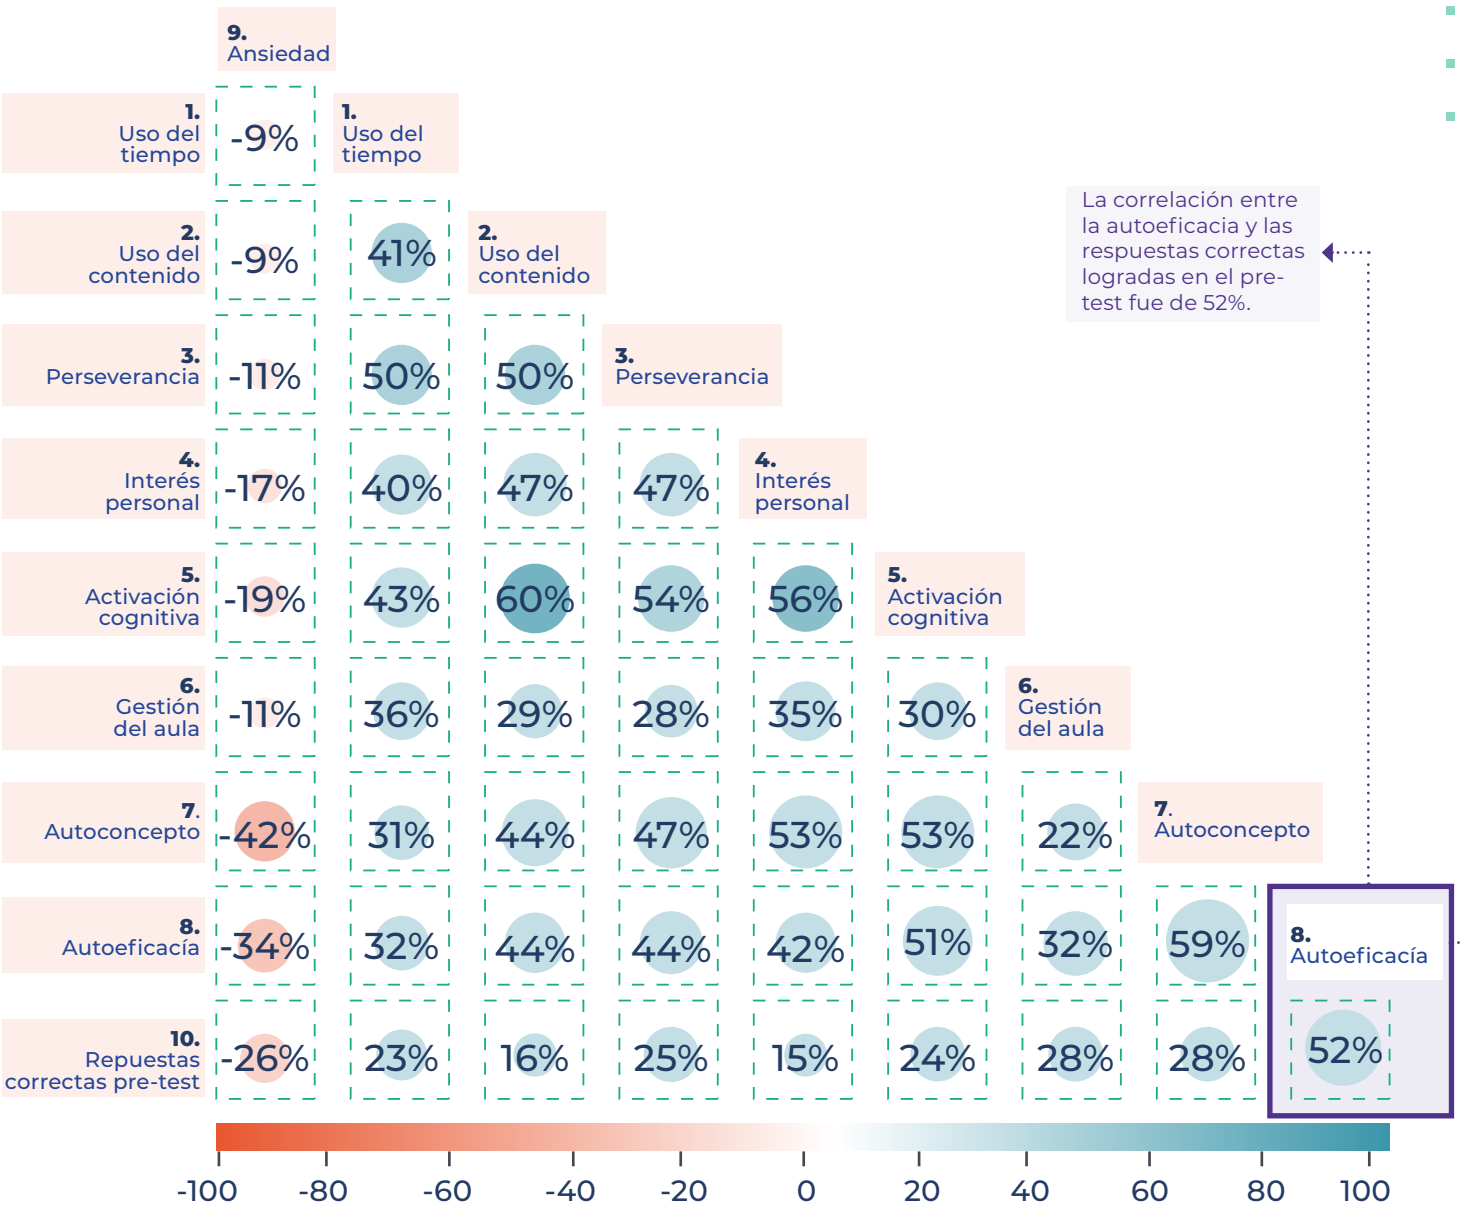 9.
Ansiedad
1.
Uso del
tiempo
-9%
1.
Uso del
tiempo
La correlación entre
la autoeficacia y las
respuestas correctas
logradas en el pre-
test fue de 52%.
2.
Uso del
contenido
-9%
41%
2.
Uso del
contenido
3.
Perseverancia
-11%
50%
50%
3.
Perseverancia
4.
Interés
personal
-17%
40%
47%
47%
4.
Interés
personal
5.
Activación
cognitiva
-19%
43%
60%
54%
56%
5.
Activación
cognitiva
6.
Gestión
del aula
-11%
36%
29%
28%
35%
30%
6.
Gestión
del aula
7.
Autoconcepto
-42%
31%
44%
47%
53%
53%
22%
7.
Autoconcepto
8.
Autoeficacía
-34%
32%
44%
44%
42%
51%
32%
59%
8.
Autoeficacía
10.
Repuestas
correctas pre-test
-26%
23%
16%
25%
15%
24%
28%
28%
52%
-100 -80 -60 -40 -20 0 20 40 60 80 100